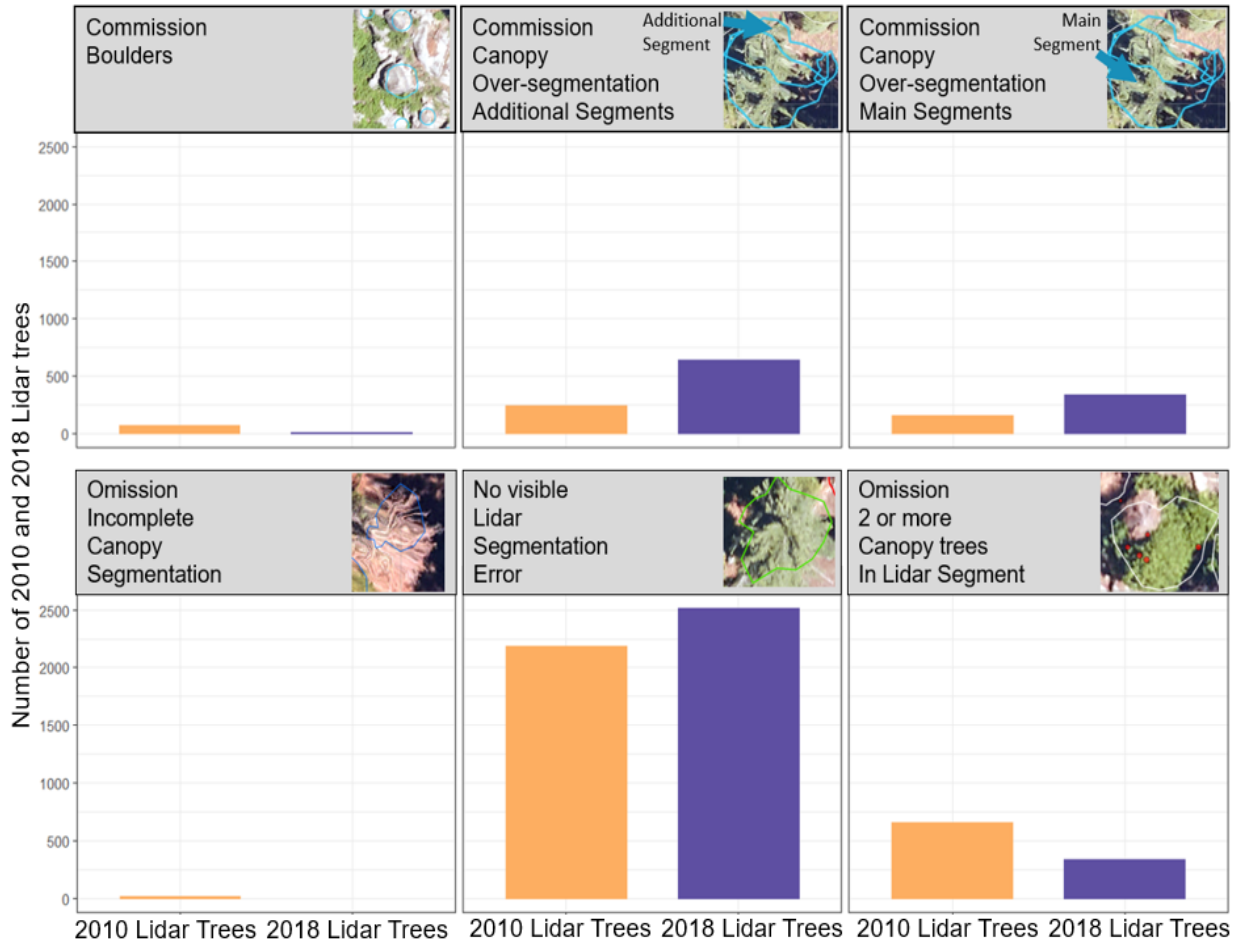 Commission
Boulders
Commission
Canopy
Over-segmentation
Additional Segments
Additional
Segment
Commission
Canopy
Over-segmentation
Main Segments
Main
Segment
2500
2000
1500
1000
500
0
Number of 2010 and 2018 Lidar trees
Omission
Incomplete
Canopy
Segmentation
No visible
Lidar
Segmentation
Error
Omission
2 or more
Canopy trees
In Lidar Segment
2500
2000
1500
1000
500
0
2010 Lidar Trees 2018 Lidar Trees
2010 Lidar Trees 2018 Lidar Trees
2010 Lidar Trees 2018 Lidar Trees